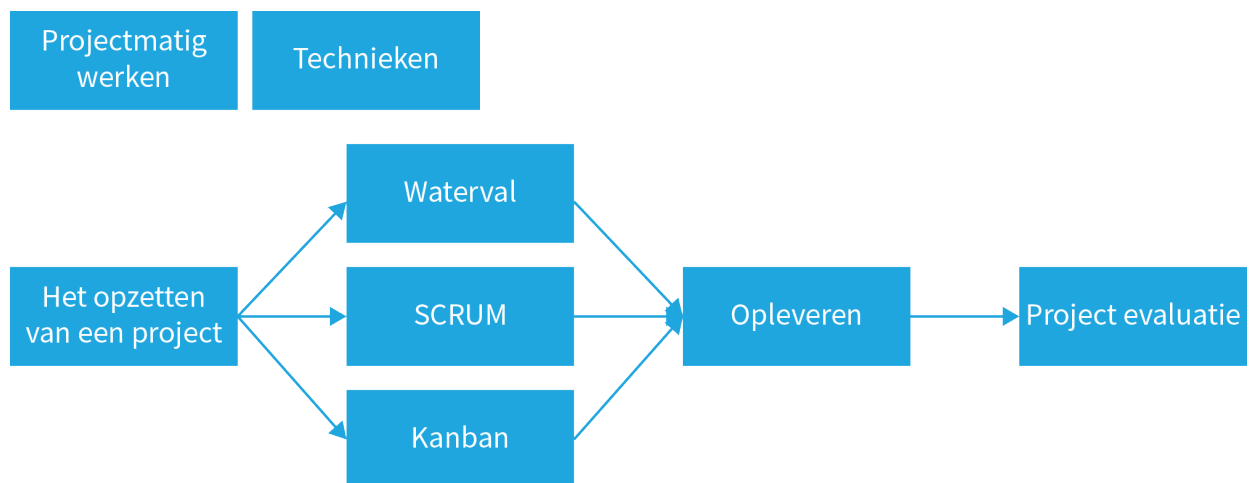 Projectmatig
werken
Technieken
Waterval
Het opzetten
van een project
SCRUM
Opleveren
Project evaluatie
Kanban